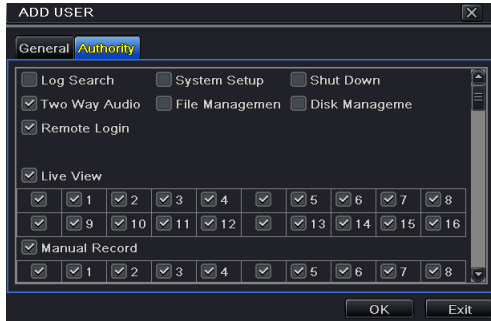 ADD USER
General Authority
Log Search System Setup Shut Down
Two Way Audio File Managemen Disk Manageme
Remote Login
Live View
1 2 3 4 5 6 7 8
9 10 11 12 13 14 15 16
Manual Record
1 2 3 4 5 6 7 8
OK Exit